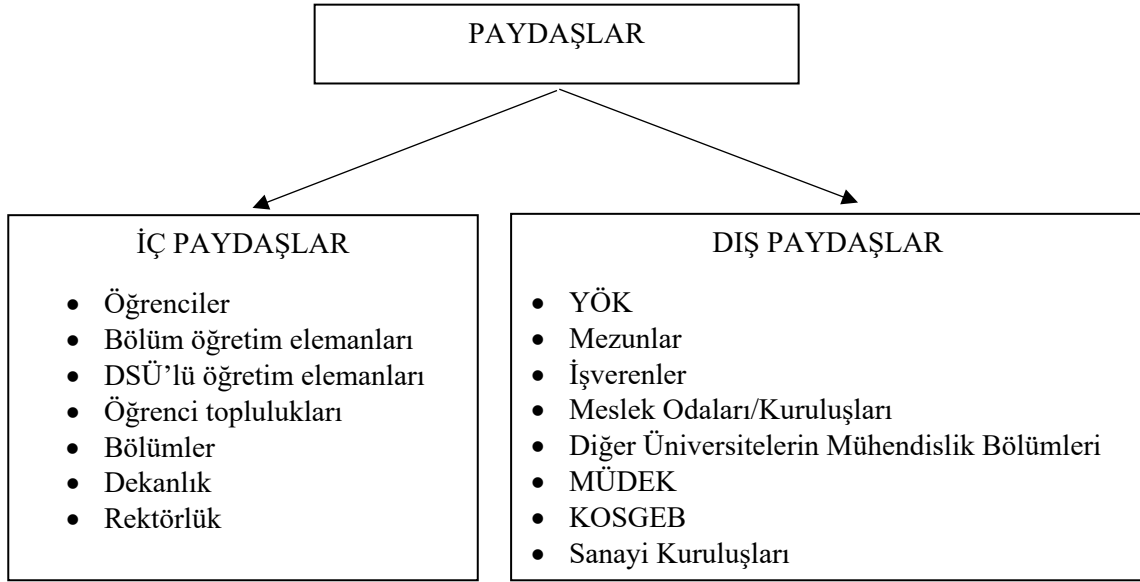 PAYDAŞLAR
İÇ PAYDAŞLAR
• Öğrenciler
• Bölüm öğretim elemanları
• DSÜ’lü öğretim elemanları
• Öğrenci toplulukları
• Bölümler
• Dekanlık
• Rektörlük
DIŞ PAYDAŞLAR
• YÖK
• Mezunlar
• İşverenler
• Meslek Odaları/Kuruluşları
• Diğer Üniversitelerin Mühendislik Bölümleri
• MÜDEK
• KOSGEB
• Sanayi Kuruluşları